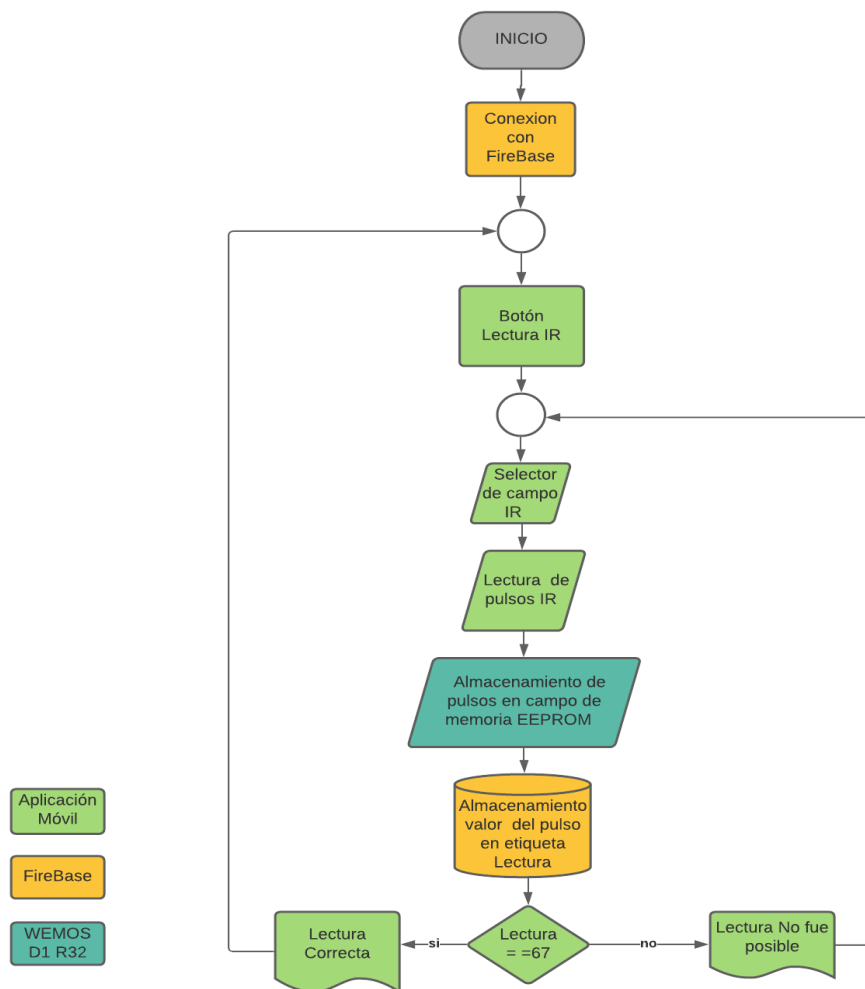 INICIO
Conexion
con
FireBase
Botón
Lectura IR
Selector
de campo
IR
Lectura de
pulsos IR
Almacenamiento de
pulsos en campo de
memoria EEPROM
Almacenamiento
valor del pulso
en etiqueta
Lectura
Lectura
= =67
si
no
Lectura
Correcta
Lectura No fue
posible
Aplicación
Móvil
FireBase
WEMOS
D1 R32